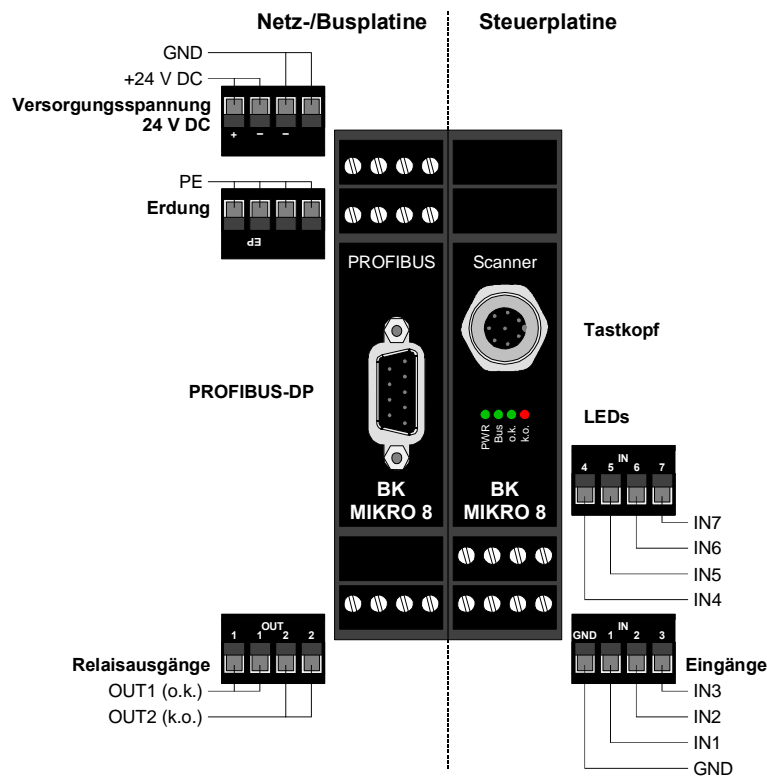 Netz-/Busplatine
Steuerplatine
GND
+24 V DC
Versorgungsspannung
24 V DC
+ – –
PE
Erdung
PE
PROFIBUS
Scanner
Tastkopf
PROFIBUS-DP
LEDs
PWR
Bus
o.k.
k.o.
BK
MIKRO 8
BK
MIKRO 8
IN
4 5 6 7
IN7
IN6
IN5
IN4
OUT
1 1 2 2
Relaisausgänge
OUT1 (o.k.)
OUT2 (k.o.)
IN
GND 1 2 3
Eingänge
IN3
IN2
IN1
GND